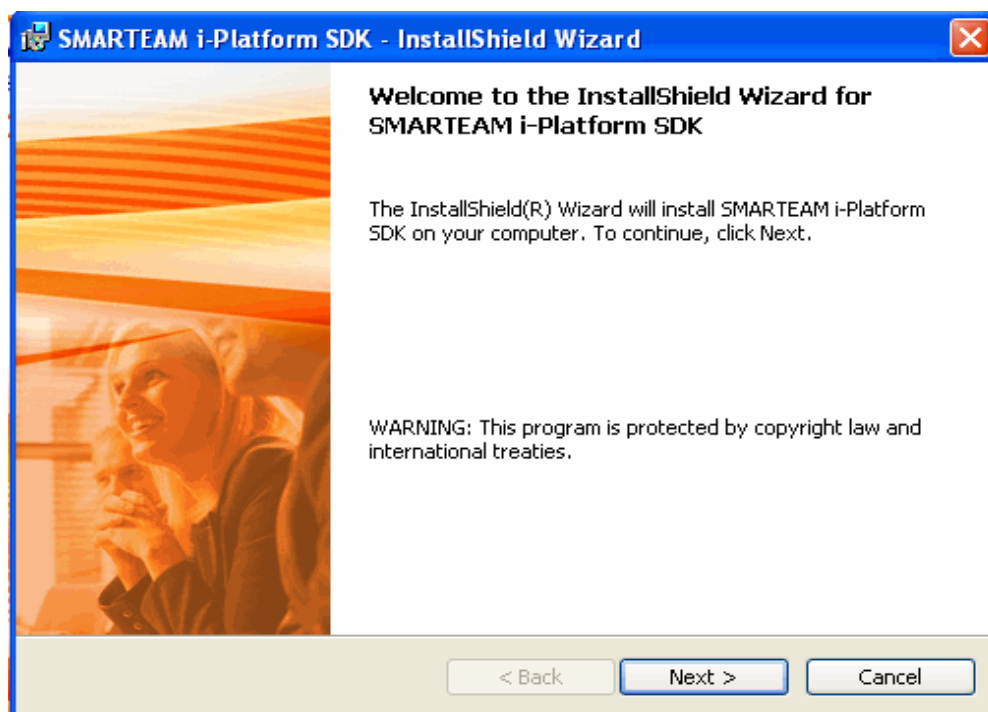 SMARTEAM i-Platform SDK - InstallShield Wizard
Welcome to the InstallShield Wizard for
SMARTEAM i-Platform SDK
The InstallShield(R) Wizard will install SMARTEAM i-Platform
SDK on your computer. To continue, click Next.
WARNING: This program is protected by copyright law and
international treaties.
< Back
Next >
Cancel